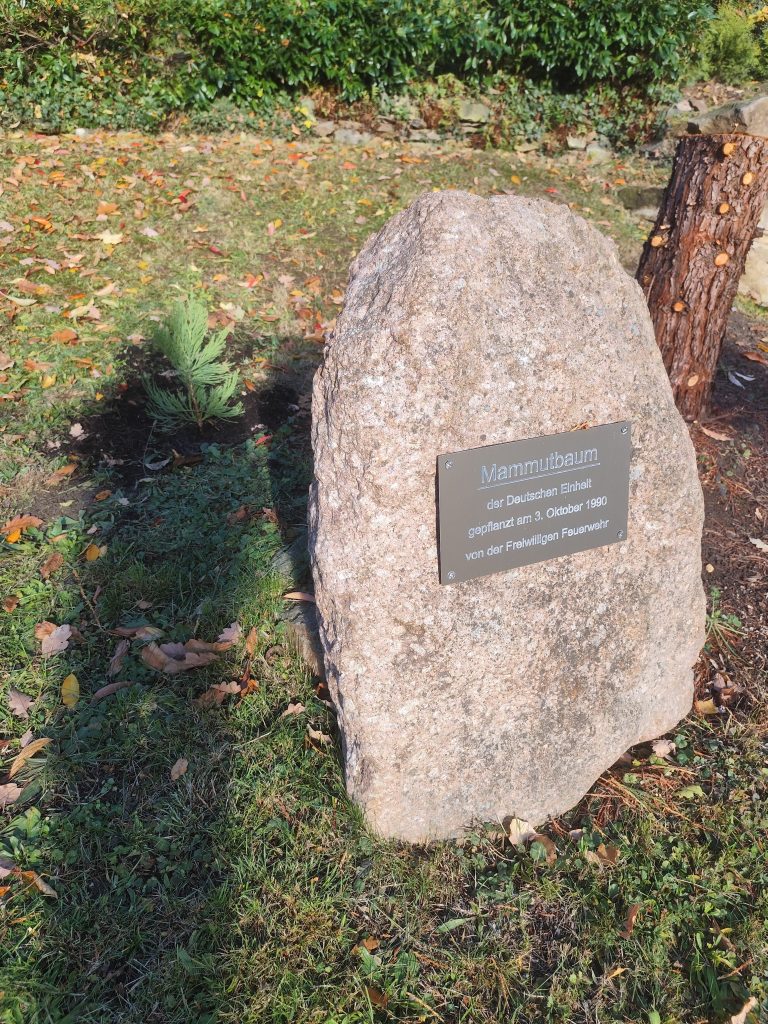 Mammutbaum
der Deutschen Einheit
gepflanzt am 3. Oktober 1990
von der Freiwilligen Feuerwehr